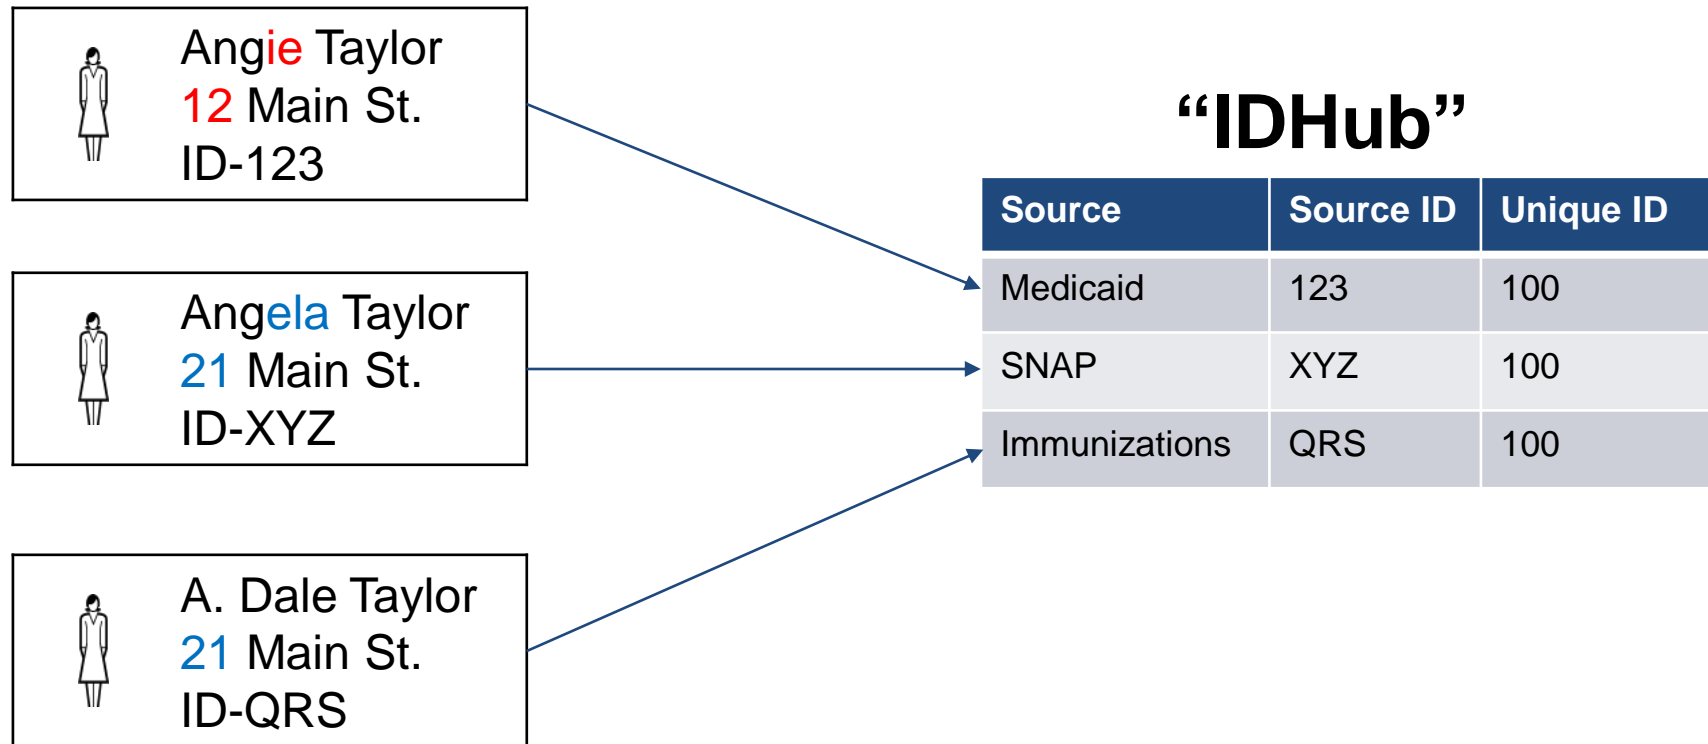 Angie Taylor
12 Main St.
ID-123
Angela Taylor
21 Main St.
ID-XYZ
A. Dale Taylor
21 Main St.
ID-QRS
“IDHub”
Source Source ID Unique ID
Medicaid 123 100
SNAP XYZ 100
Immunizations QRS 100